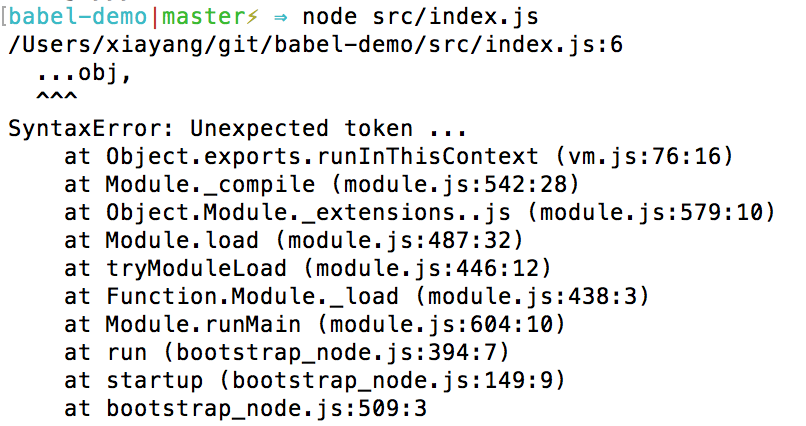 [babel-demo|master⚡ ⇒ node src/index.js
/Users/xiayang/git/babel-demo/src/index.js:6
  ...obj,
  ^^^
SyntaxError: Unexpected token ...
    at Object.exports.runInThisContext (vm.js:76:16)
    at Module._compile (module.js:542:28)
    at Object.Module._extensions..js (module.js:579:10)
    at Module.load (module.js:487:32)
    at tryModuleLoad (module.js:446:12)
    at Function.Module._load (module.js:438:3)
    at Module.runMain (module.js:604:10)
    at run (bootstrap_node.js:394:7)
    at startup (bootstrap_node.js:149:9)
    at bootstrap_node.js:509:3